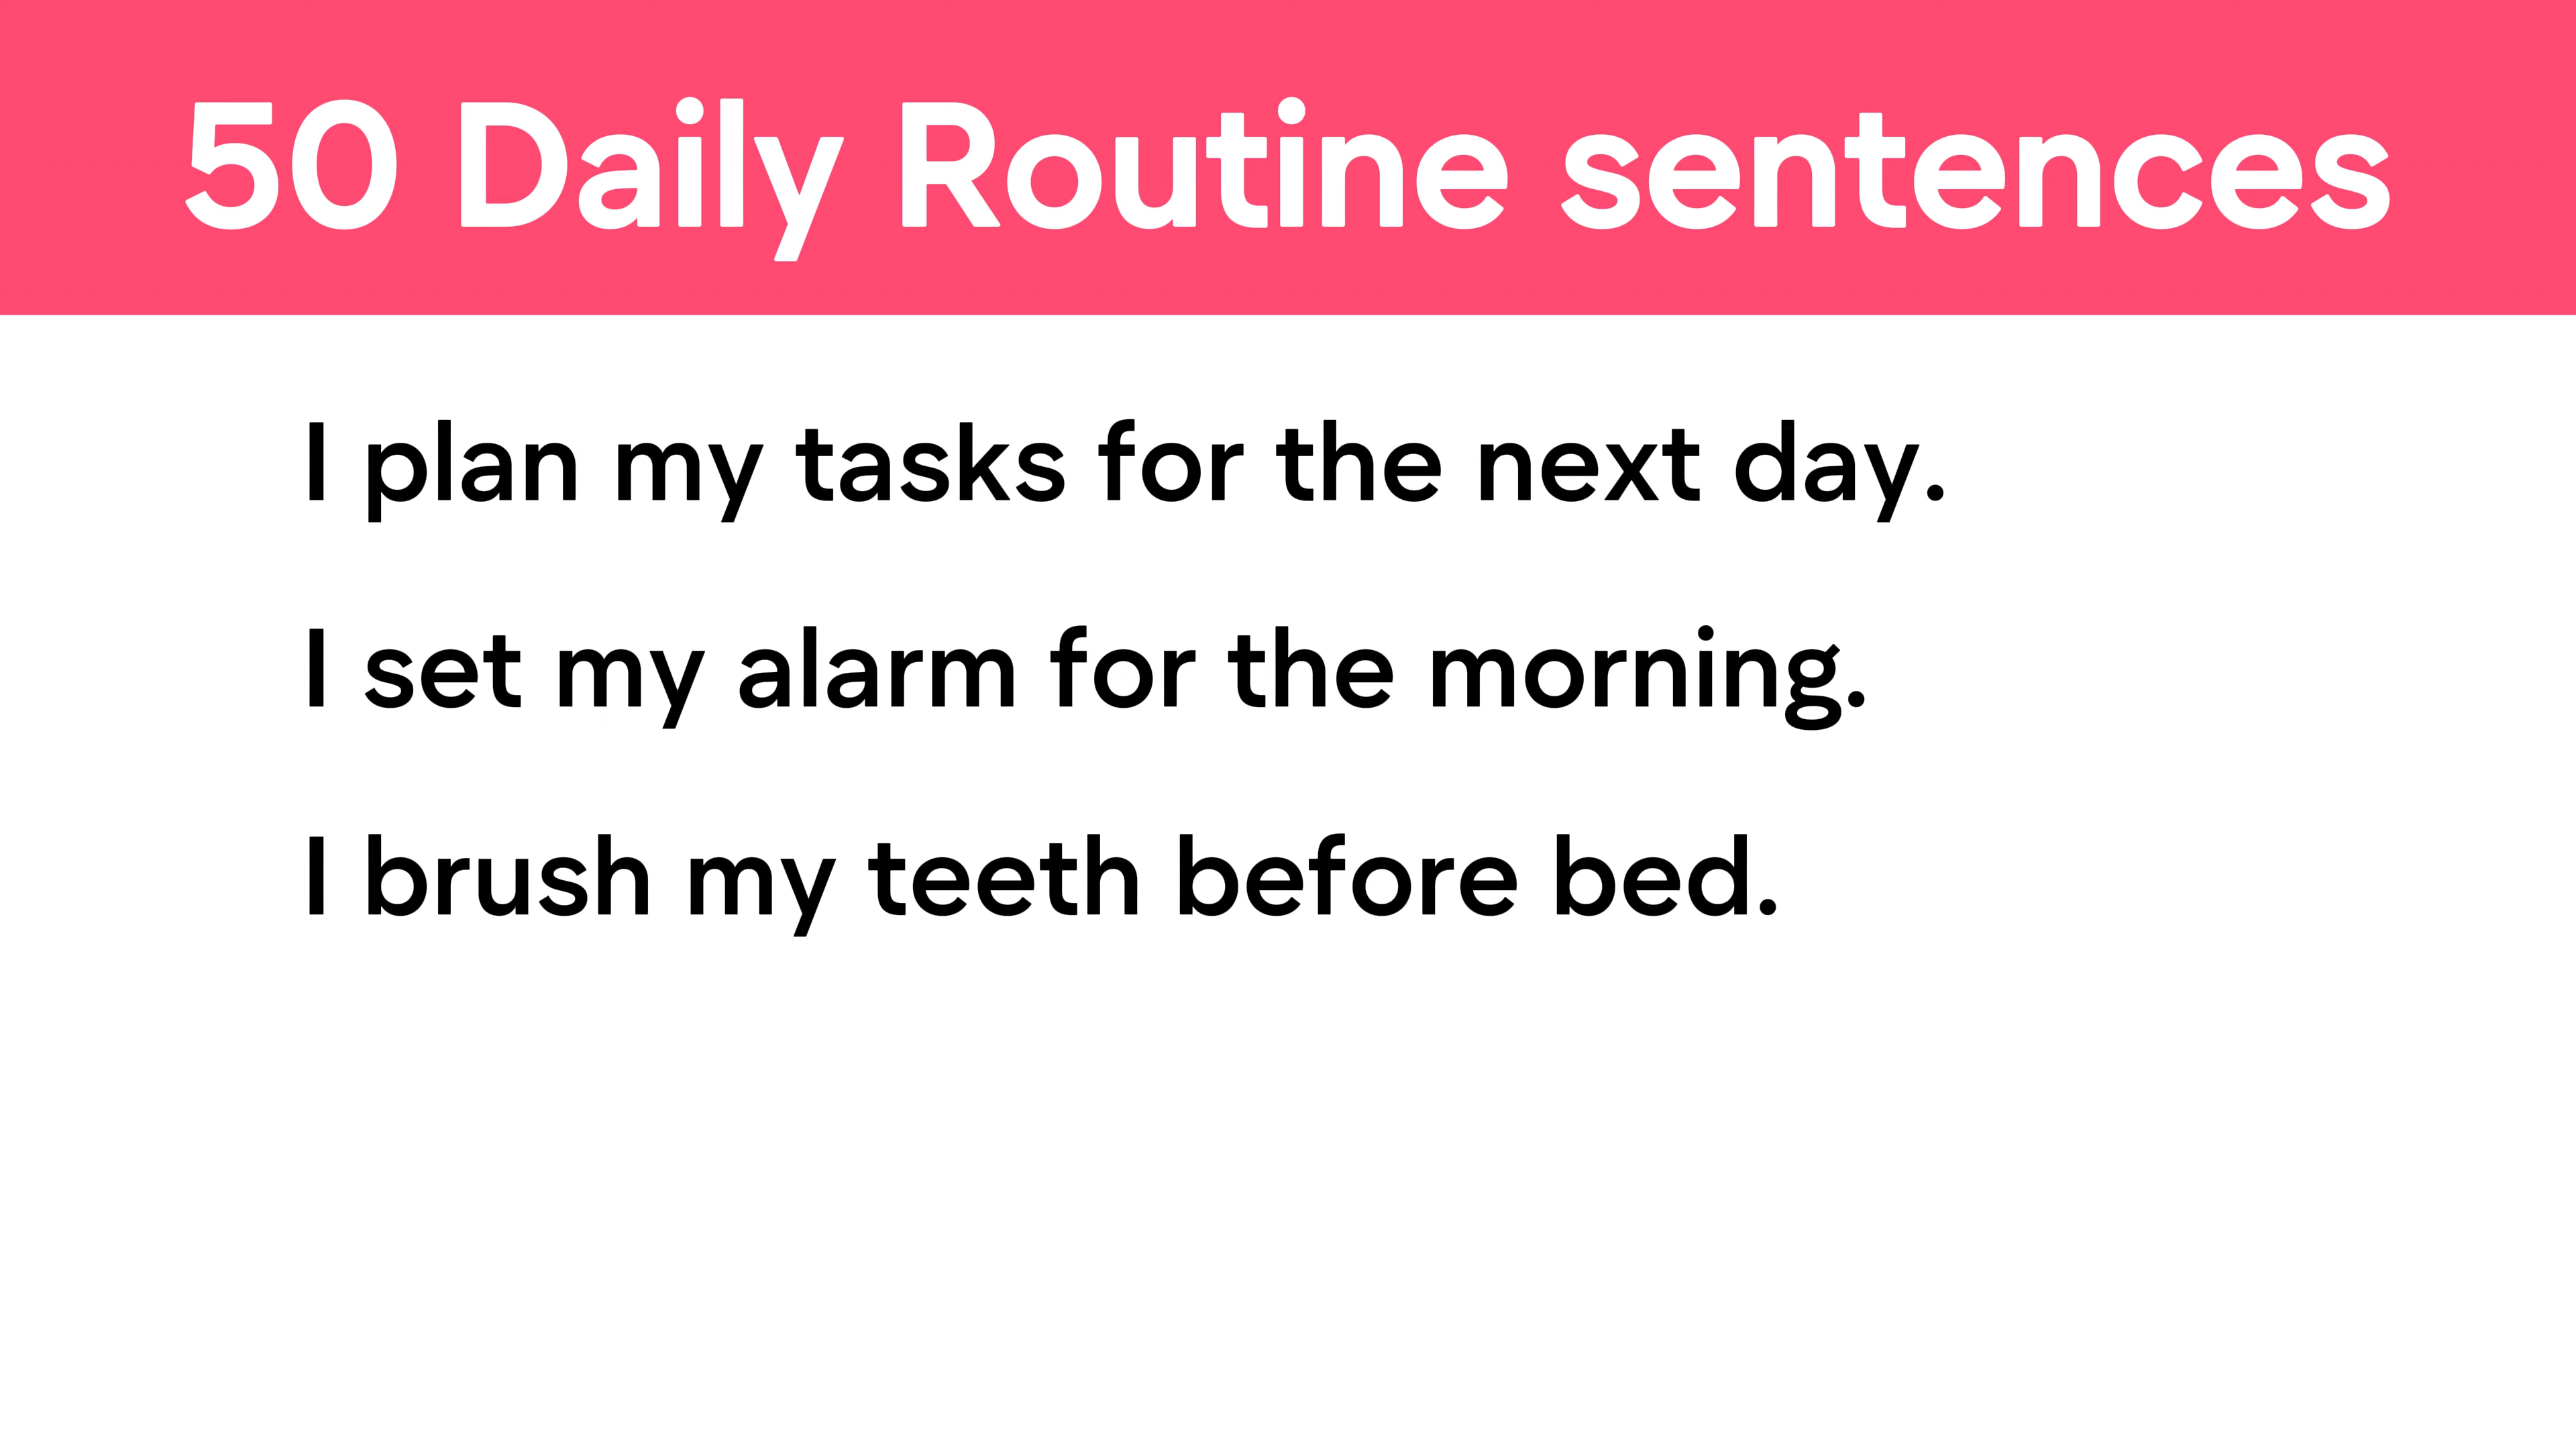 50 Daily Routine sentences
I plan my tasks for the next day.
I set my alarm for the morning.
I brush my teeth before bed.